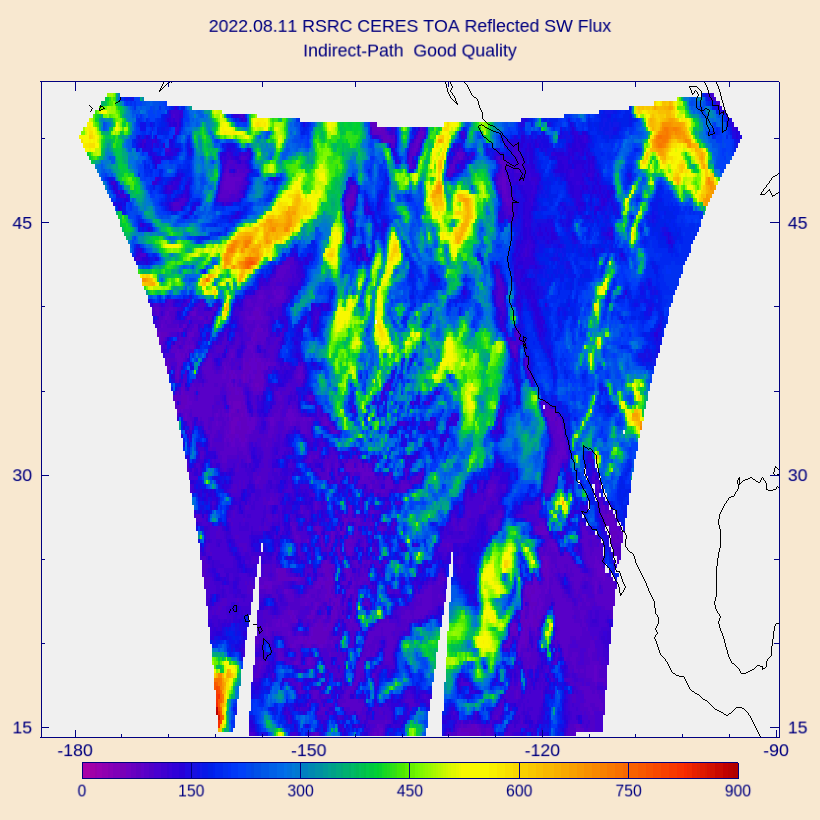 2022.08.11 RSRC CERES TOA Reflected SW Flux
Indirect-Path  Good Quality
45 45
30 30
15 15
-180 -150 -120 -90
0 150 300 450 600 750 900